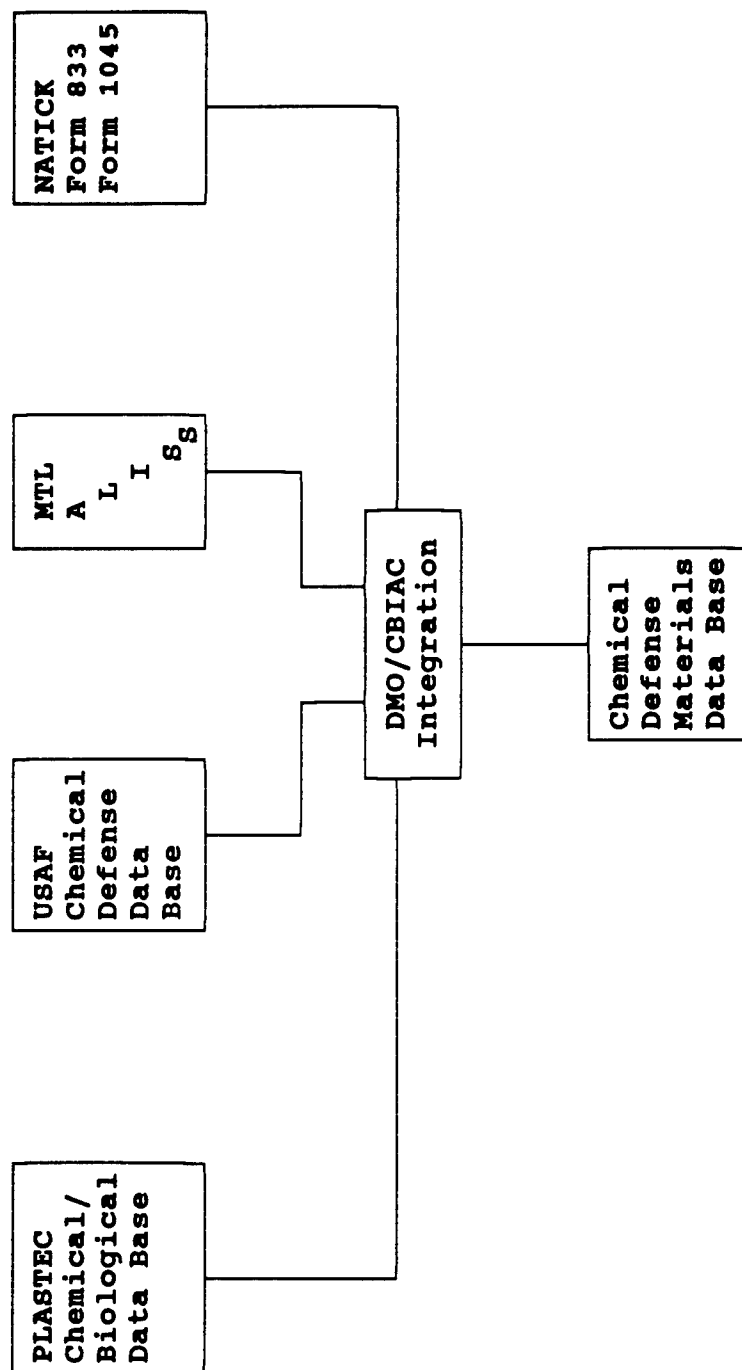 PLASTEC
Chemical/
Biological
Data Base
USAF
Chemical
Defense
Data
Base
MTL
A
L
I
S
S
NATICK
Form 833
Form 1045
DMO/CBIAC
Integration
Chemical
Defense
Materials
Data Base